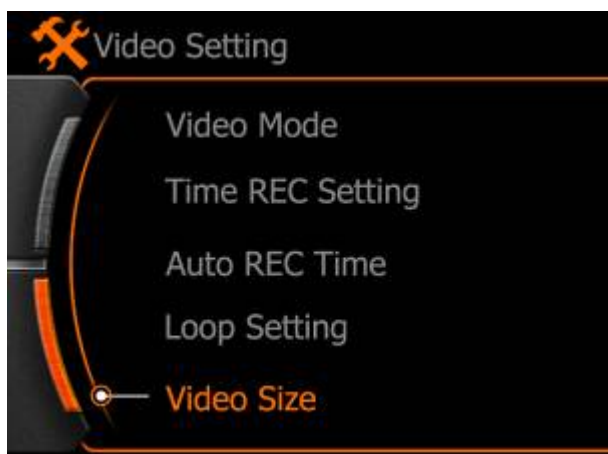 Video Setting
Video Mode
Time REC Setting
Auto REC Time
Loop Setting
Video Size